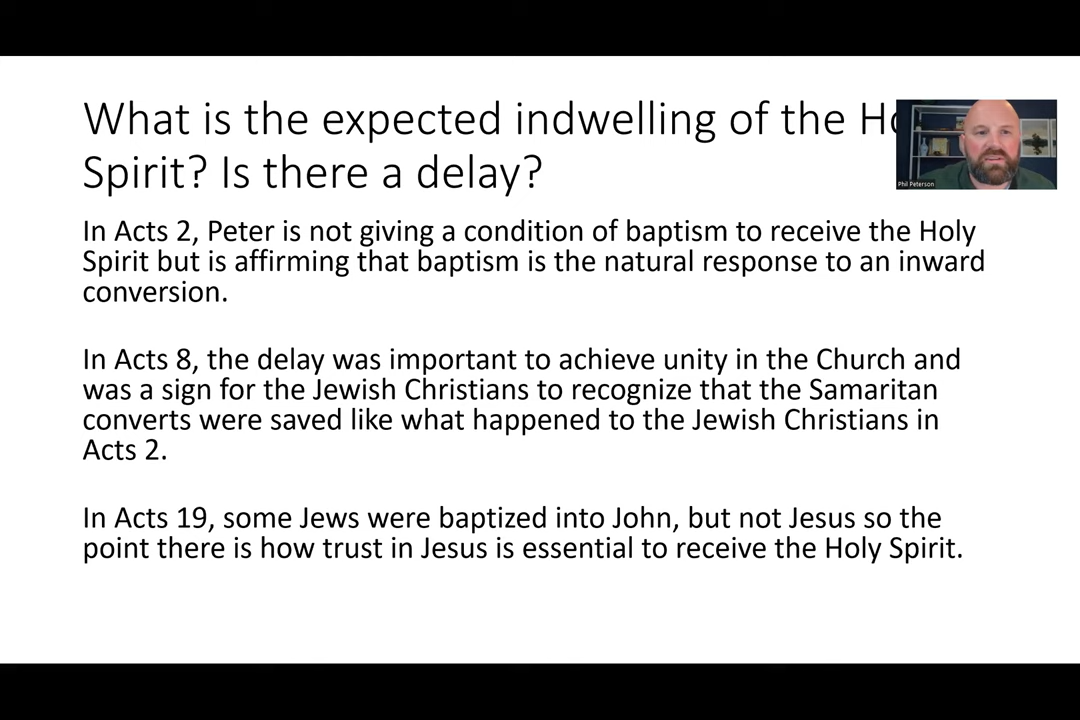 What is the expected indwelling of the
Spirit? Is there a delay?
Phil Peterson
In Acts 2, Peter is not giving a condition of baptism to receive the Holy
Spirit but is affirming that baptism is the natural response to an inward
conversion.
In Acts 8, the delay was important to achieve unity in the Church and
was a sign for the Jewish Christians to recognize that the Samaritan
converts were saved like what happened to the Jewish Christians in
Acts 2.
In Acts 19, some Jews were baptized into John, but not Jesus so the
point there is how trust in Jesus is essential to receive the Holy Spirit.